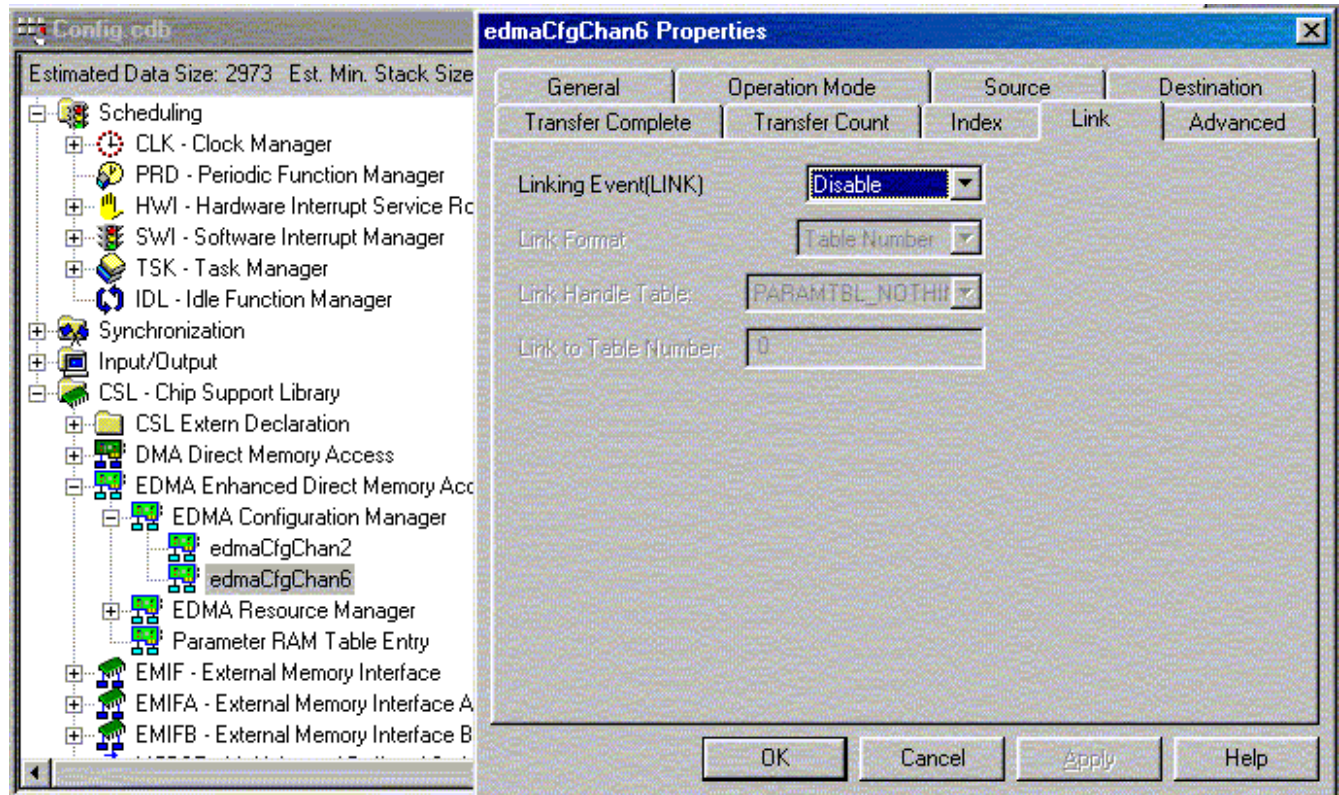 Config.cdb
Estimated Data Size: 2973 Est. Min. Stack Size
Scheduling
CLK - Clock Manager
PRD - Periodic Function Manager
HWI - Hardware Interrupt Service Ro
SWI - Software Interrupt Manager
TSK - Task Manager
IDL - Idle Function Manager
Synchronization
Input/Output
CSL - Chip Support Library
CSL Extern Declaration
DMA Direct Memory Access
EDMA Enhanced Direct Memory Acc
EDMA Configuration Manager
edmaCfgChan2
edmaCfgChan6
EDMA Resource Manager
Parameter RAM Table Entry
EMIF - External Memory Interface
EMIFA - External Memory Interface A
EMIFB - External Memory Interface B
edmaCfgChan6 Properties
General Operation Mode Source Destination
Transfer Complete Transfer Count Index Link Advanced
Linking Event(LINK) Disable
Link Format Table Number
Link Handle Table: PARAMTBL_NOTHI
Link to Table Number: 0
OK Cancel Apply Help